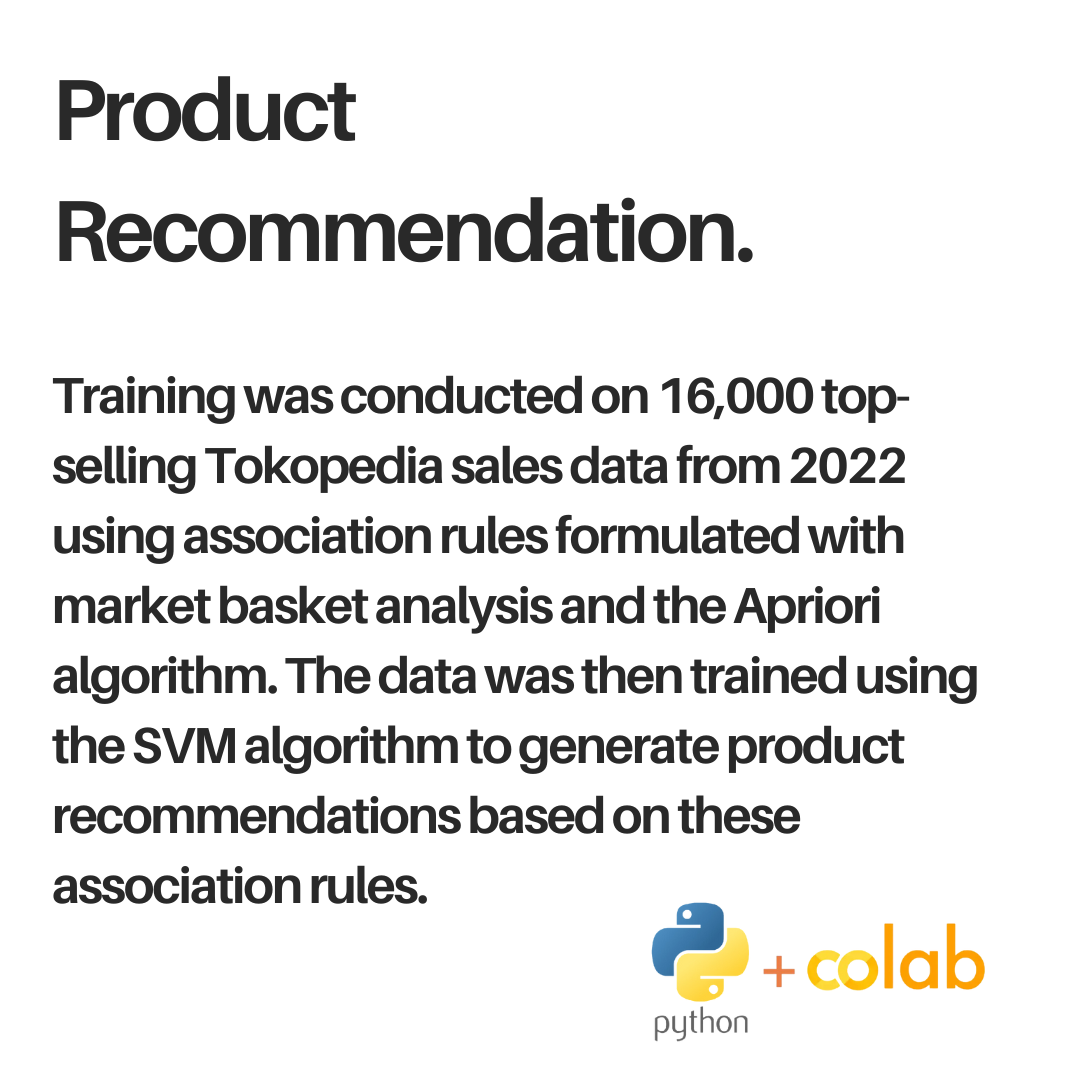 Product
Recommendation.
Training was conducted on 16,000 top-
selling Tokopedia sales data from 2022
using association rules formulated with
market basket analysis and the Apriori
algorithm. The data was then trained using
the SVM algorithm to generate product
recommendations based on these
association rules.
+ colab
python